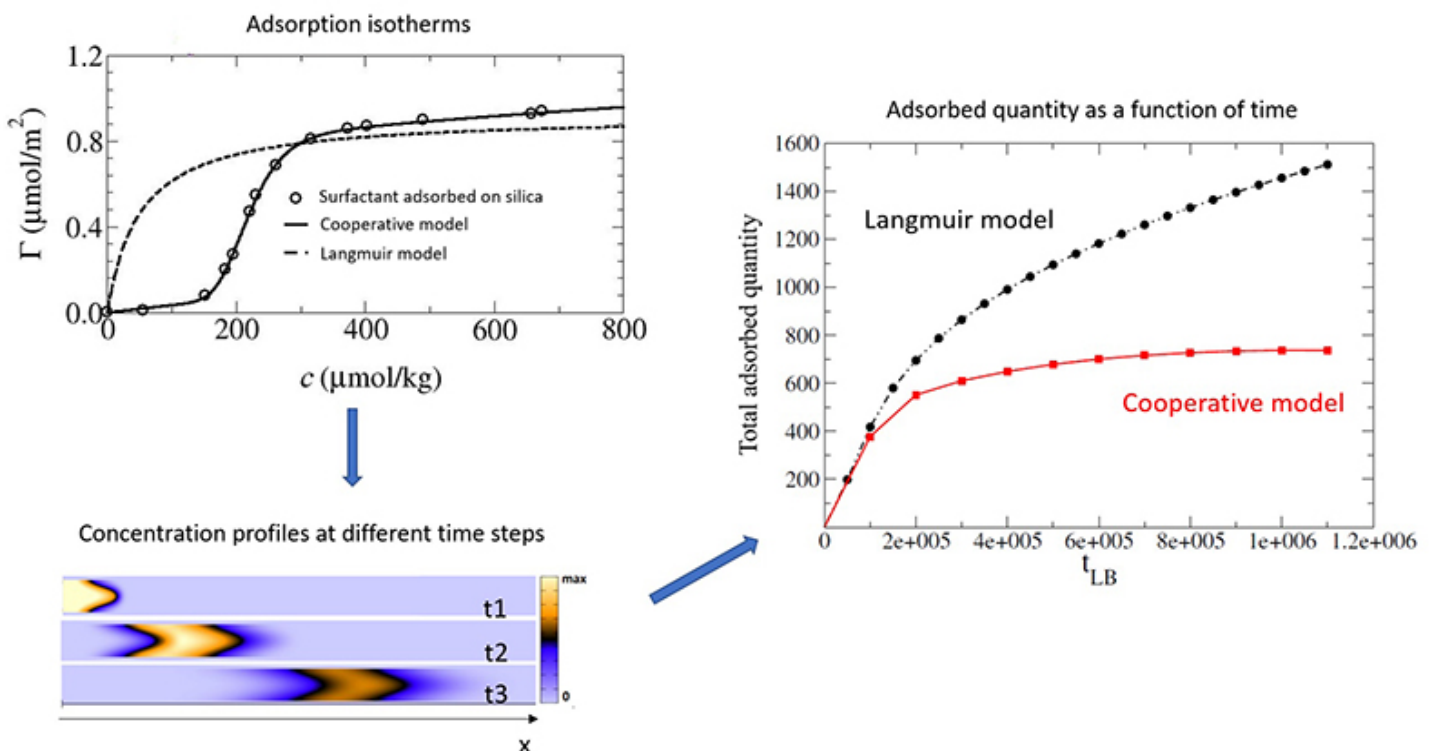 Adsorption isotherms
1.2
0.8
0.4
0.0
Γ (μmol/m²)
Surfactant adsorbed on silica
Cooperative model
Langmuir model
0 200 400 600 800
c (μmol/kg)
Concentration profiles at different time steps
t1
t2
t3
max
0
x
Adsorbed quantity as a function of time
1600
1400
1200
1000
800
600
400
200
Total adsorbed quantity
Langmuir model
Cooperative model
0 2e+005 4e+005 6e+005 8e+005 1e+006 1.2e+006
t_LB